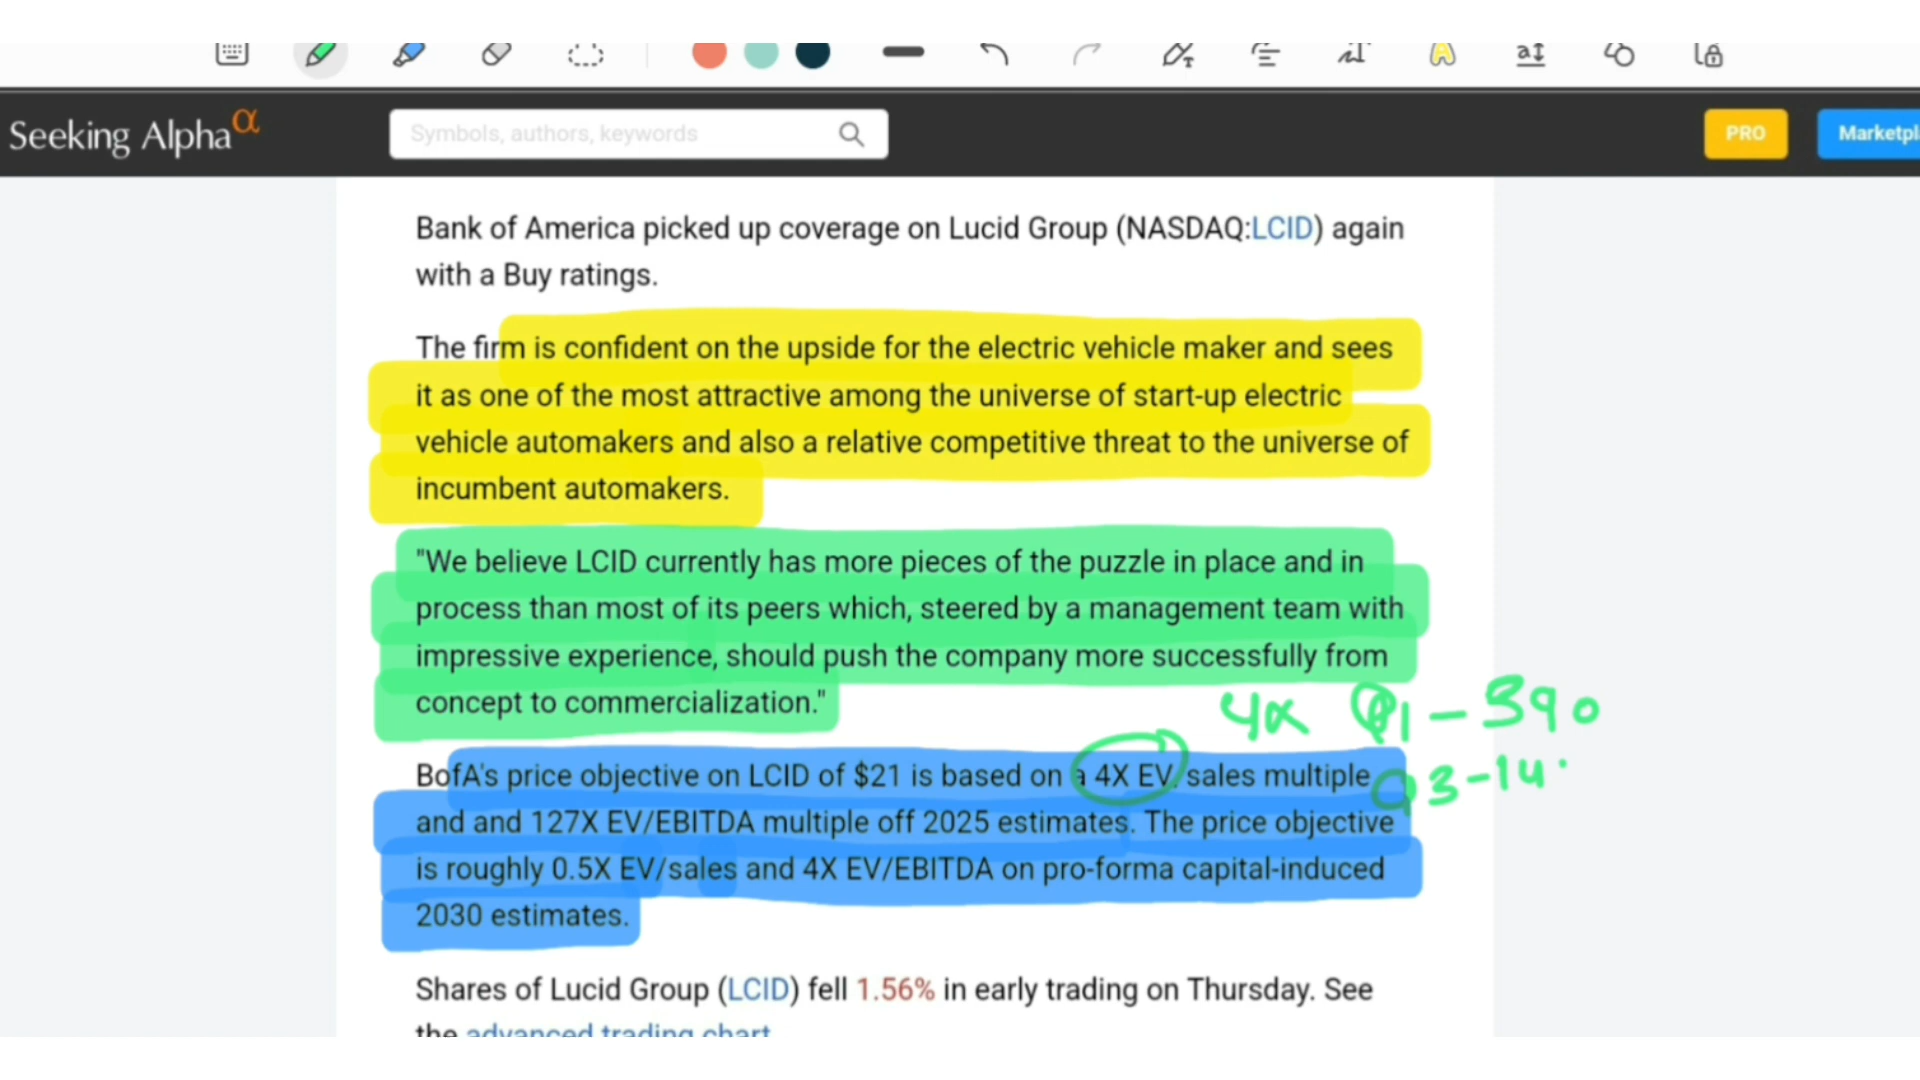 Seeking Alpha α
Symbols, authors, keywords
PRO
Marketpl
Bank of America picked up coverage on Lucid Group (NASDAQ:LCID) again
with a Buy ratings.
The firm is confident on the upside for the electric vehicle maker and sees
it as one of the most attractive among the universe of start-up electric
vehicle automakers and also a relative competitive threat to the universe of
incumbent automakers.
"We believe LCID currently has more pieces of the puzzle in place and in
process than most of its peers which, steered by a management team with
impressive experience, should push the company more successfully from
concept to commercialization."
4x Q1 - 390
BofA's price objective on LCID of $21 is based on a 4X EV. sales multiple
Q3-14
and and 127X EV/EBITDA multiple off 2025 estimates. The price objective
is roughly 0.5X EV/sales and 4X EV/EBITDA on pro-forma capital-induced
2030 estimates.
Shares of Lucid Group (LCID) fell 1.56% in early trading on Thursday. See
the advanced trading chart